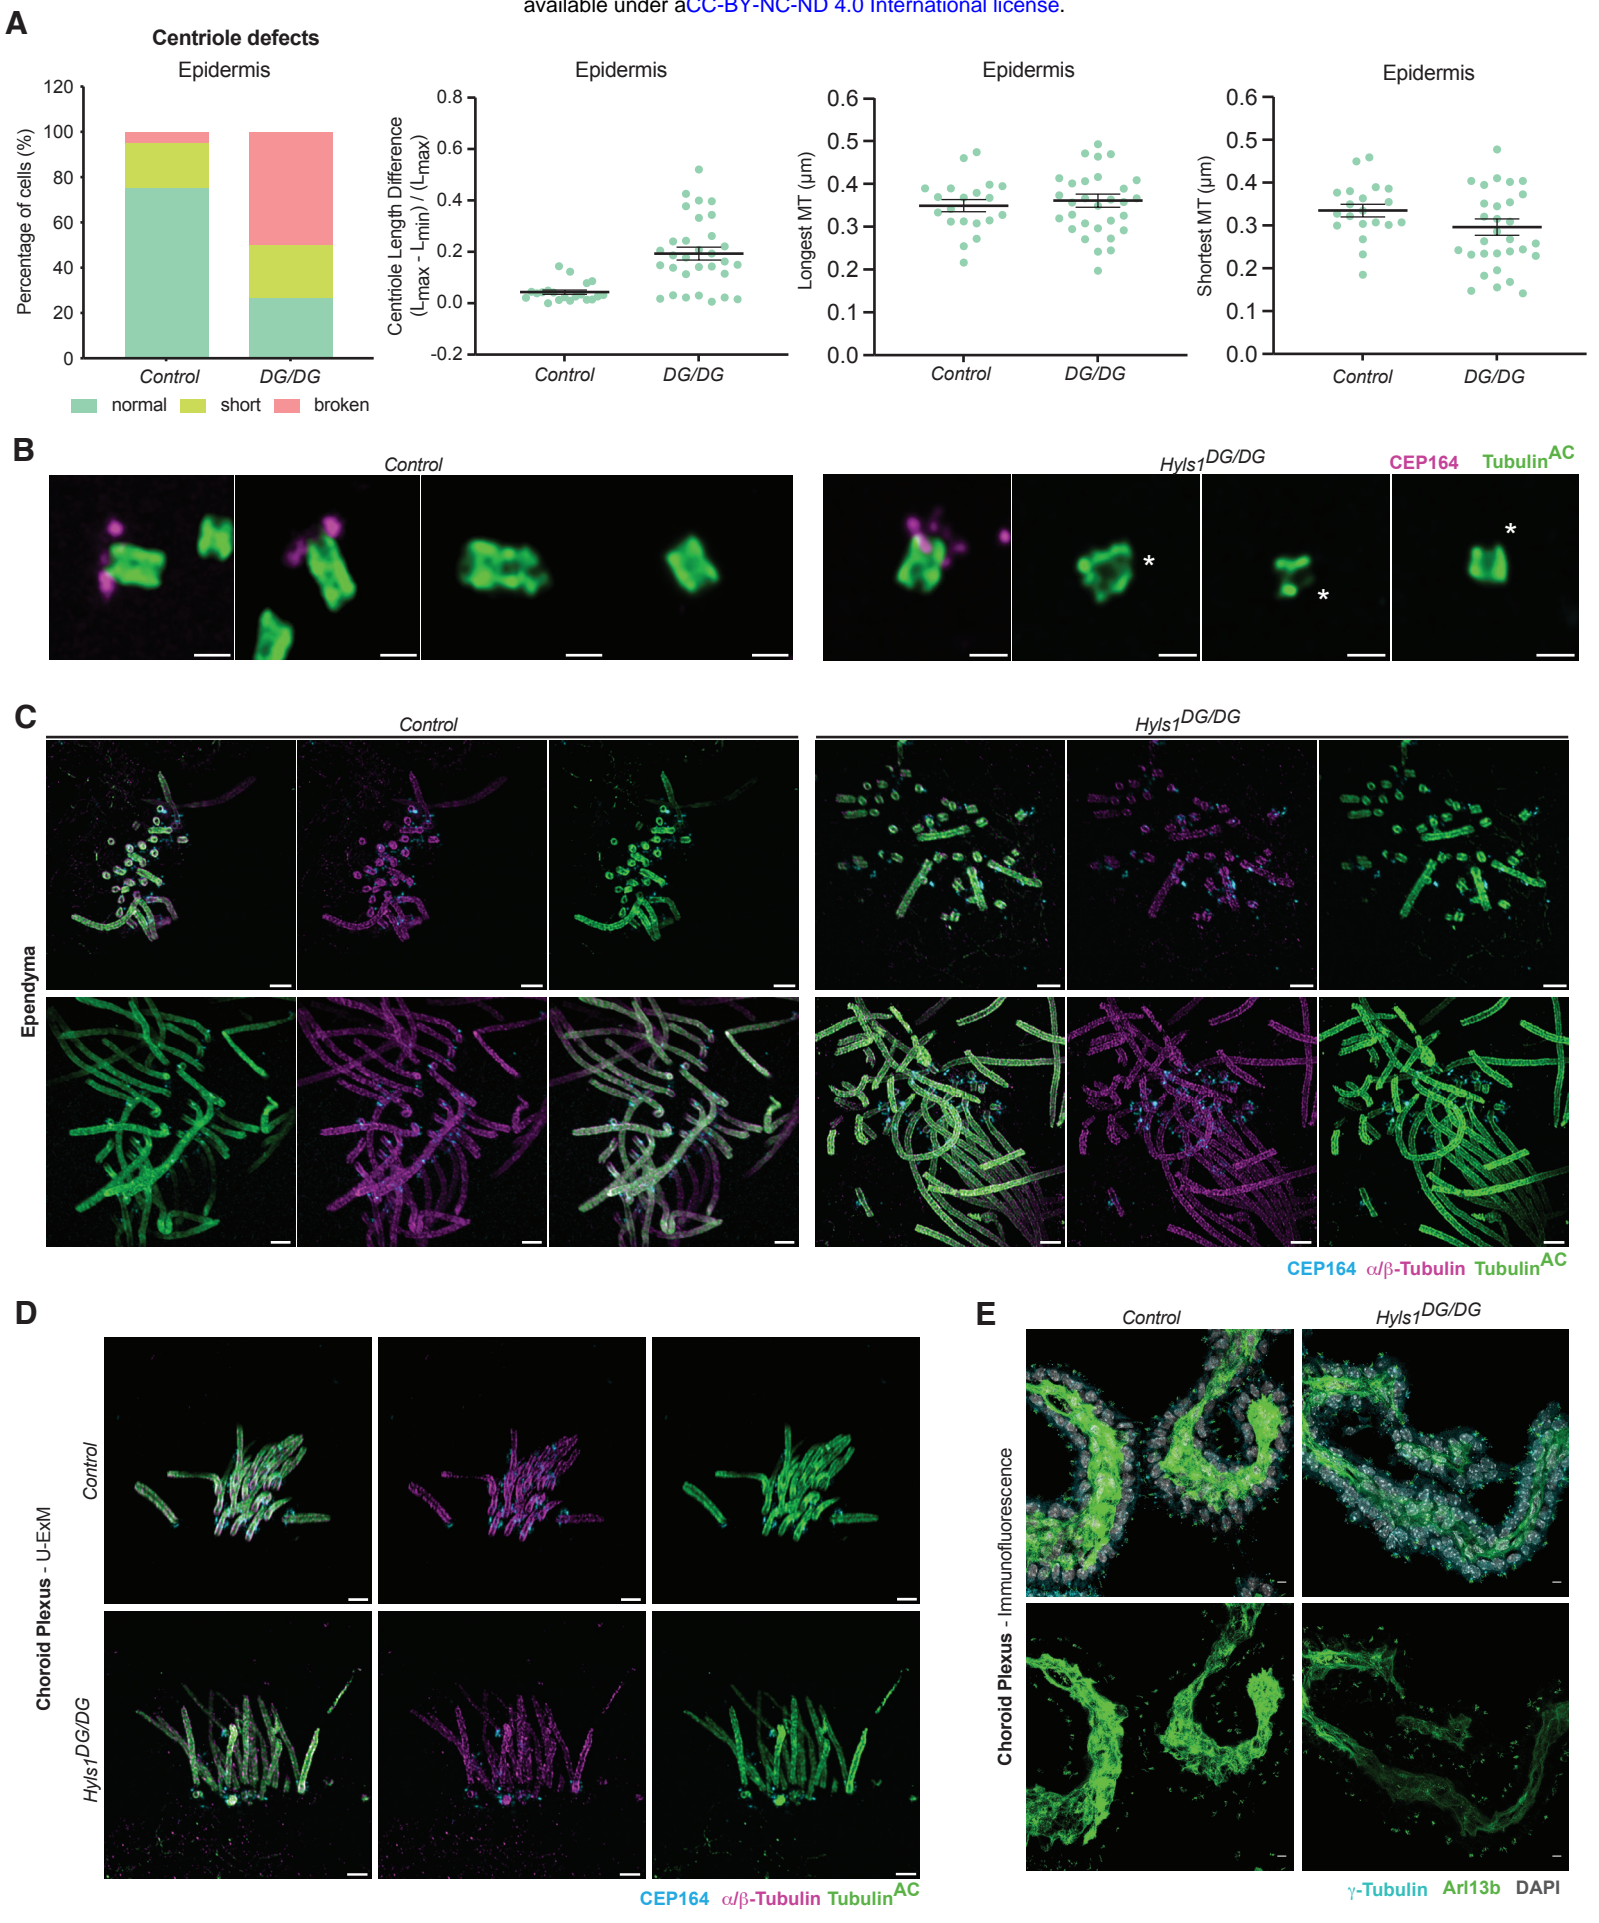 available under aCC-BY-NC-ND 4.0 International license.
A
Centriole defects
Epidermis
Percentage of cells (%)
120
100
80
60
40
20
0
Control
DG/DG
normal
short
broken
Epidermis
Centriole Length Difference
(Lmax - Lmin) / (Lmax)
0.8
0.6
0.4
0.2
0.0
-0.2
Control
DG/DG
Epidermis
Longest MT (µm)
0.6
0.5
0.4
0.3
0.2
0.1
0.0
Control
DG/DG
Epidermis
Shortest MT (µm)
0.6
0.5
0.4
0.3
0.2
0.1
0.0
Control
DG/DG
B
Control
Hyls1DG/DG
CEP164 TubulinAC
*
*
*
C
Control
Hyls1DG/DG
Ependyma
CEP164 α/β-Tubulin TubulinAC
D
Choroid Plexus - U-ExM
Control
Hyls1DG/DG
CEP164 α/β-Tubulin TubulinAC
E
Control
Hyls1DG/DG
Choroid Plexus - Immunofluorescence
γ-Tubulin Arl13b DAPI